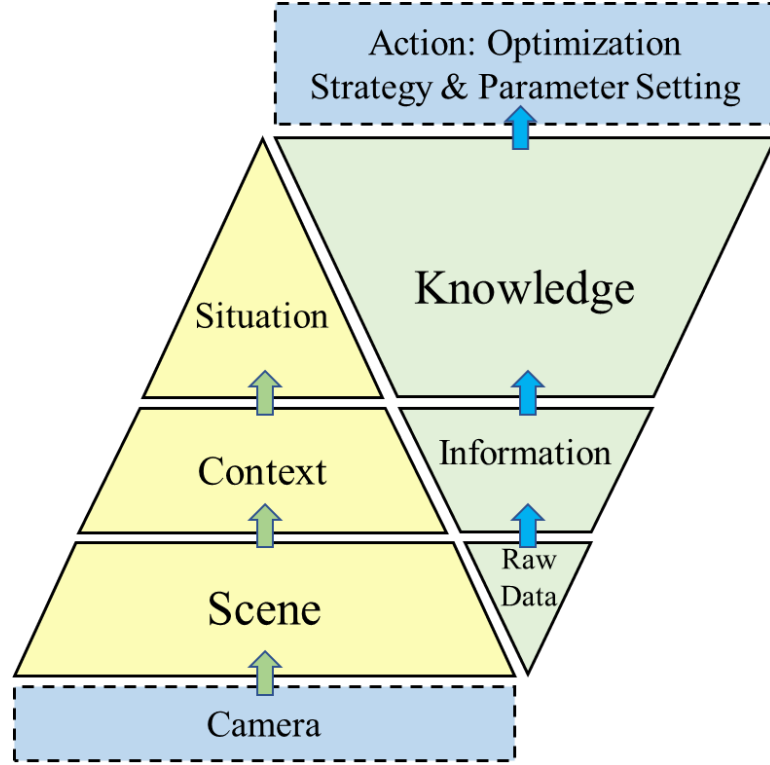 Action: Optimization
Strategy & Parameter Setting
Knowledge
Situation
Information
Context
Raw
Data
Scene
Camera